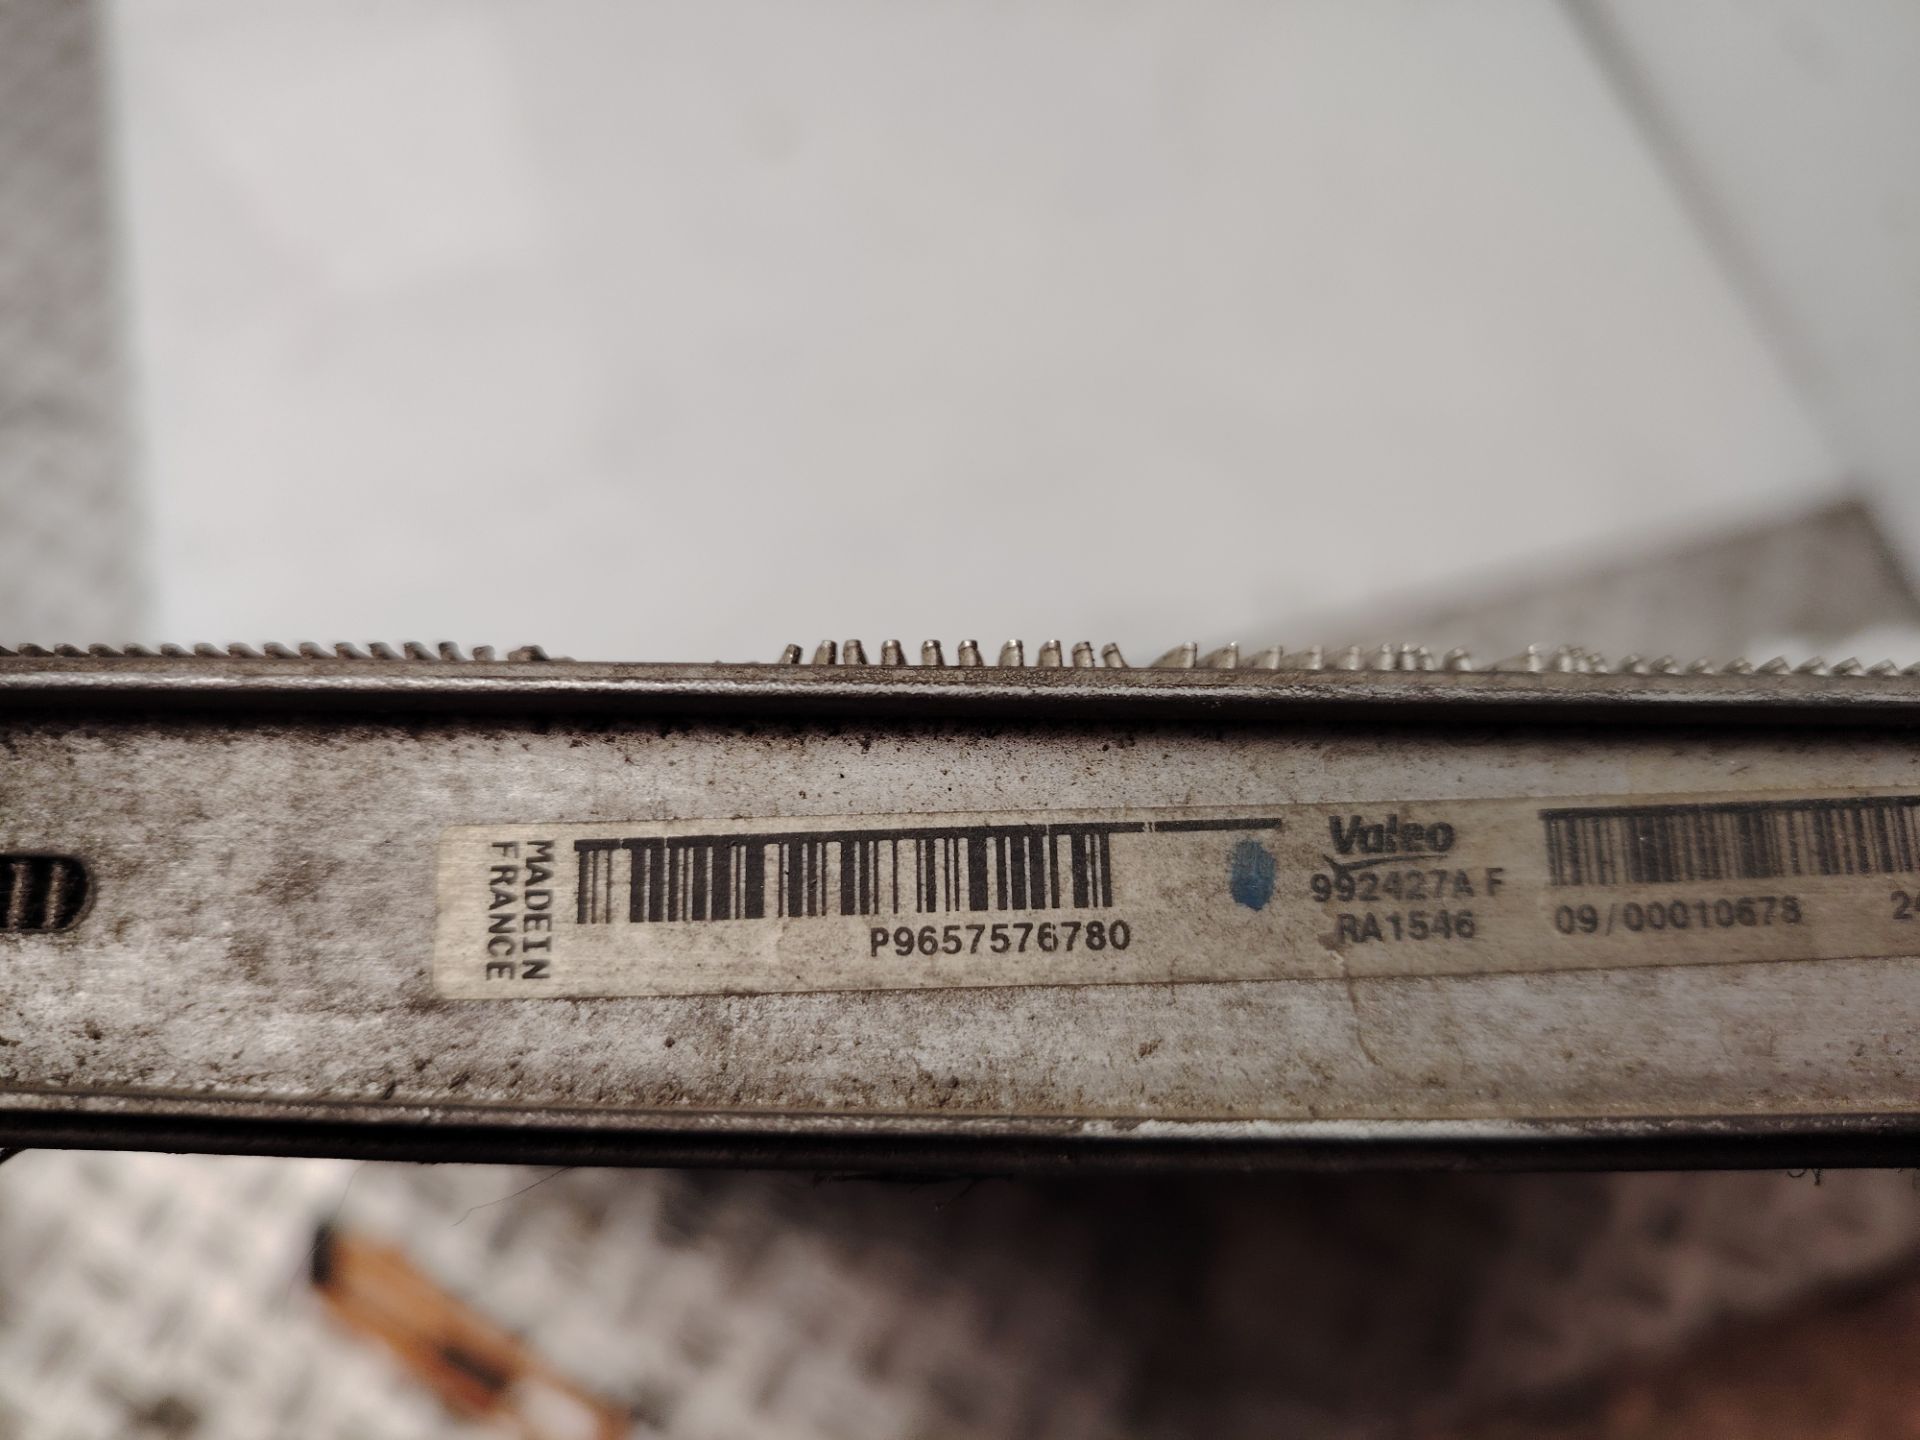 MADE IN
FRANCE
P9657576780
Valeo
992427A F
RA1546
09/00010678